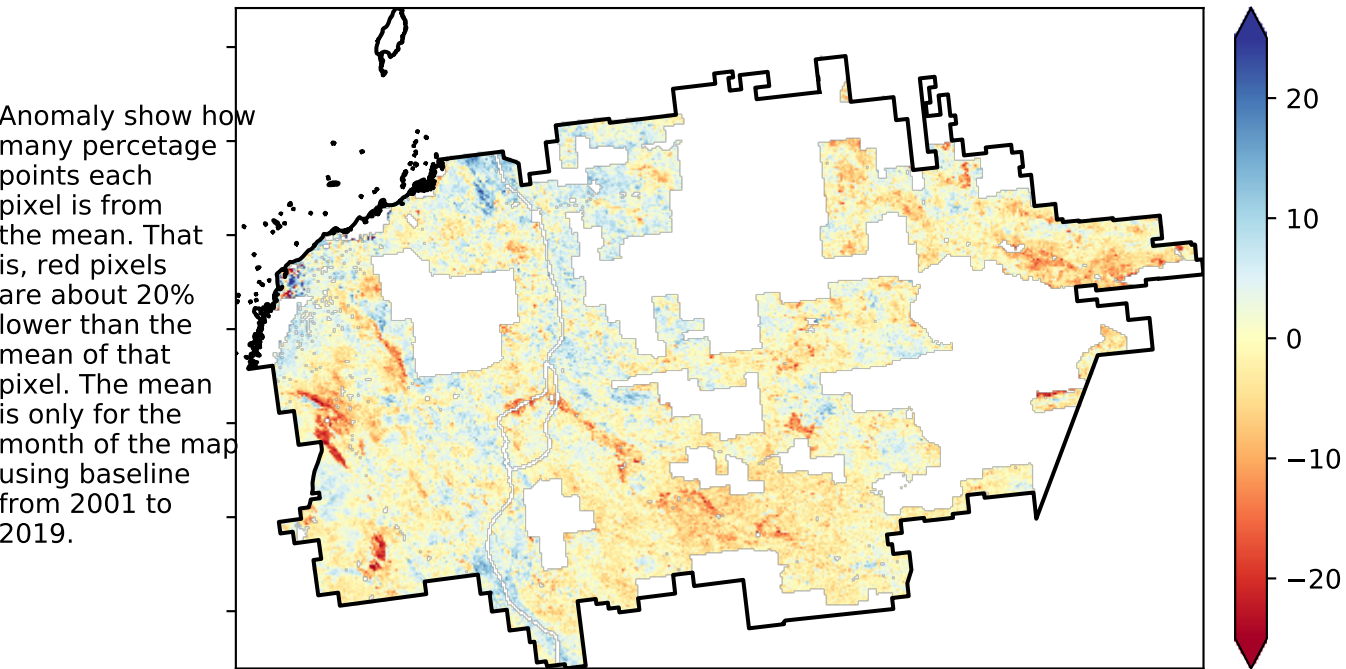 Anomaly show how
many percetage
points each
pixel is from
the mean. That
is, red pixels
are about 20%
lower than the
mean of that
pixel. The mean
is only for the
month of the map
using baseline
from 2001 to
2019.
20
10
0
−10
−20